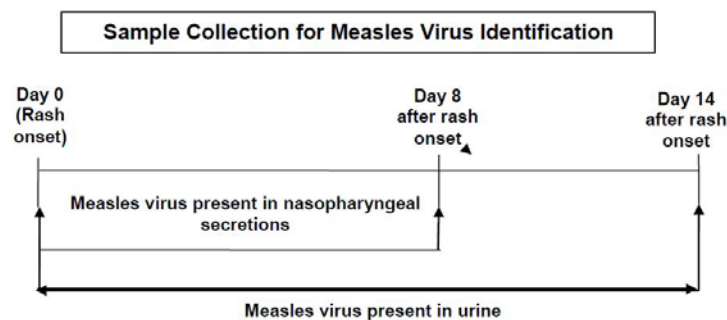 Sample Collection for Measles Virus Identification
Day 0
(Rash
onset)
Day 8
after rash
onset
Day 14
after rash
onset
Measles virus present in nasopharyngeal
secretions
Measles virus present in urine